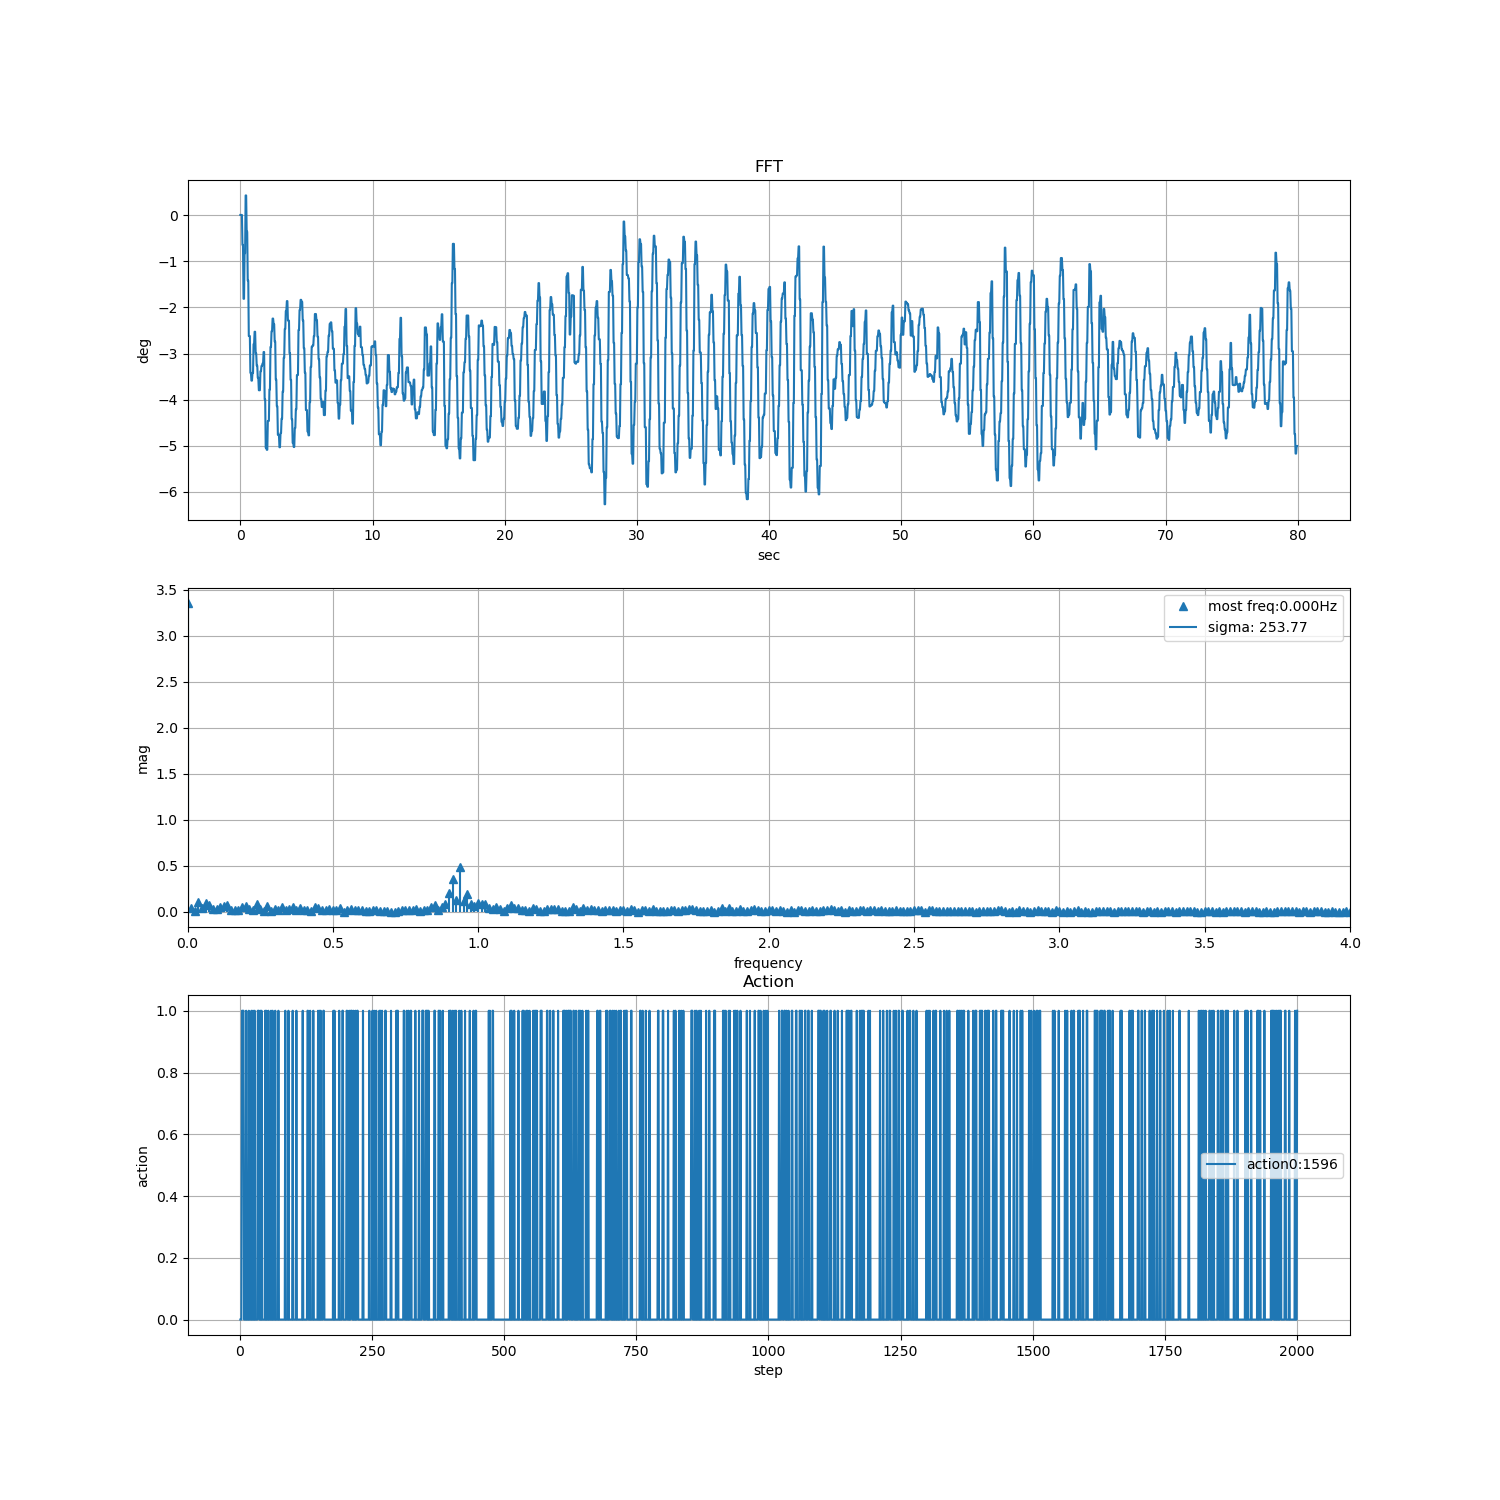 FFT
0
−1
−2
−3
−4
−5
−6
deg
0 10 20 30 40 50 60 70 80
sec
3.5
3.0
2.5
2.0
1.5
1.0
0.5
0.0
mag
most freq:0.000Hz
sigma: 253.77
0.0 0.5 1.0 1.5 2.0 2.5 3.0 3.5 4.0
frequency
Action
1.0
0.8
0.6
0.4
0.2
0.0
action
action0:1596
0 250 500 750 1000 1250 1500 1750 2000
step